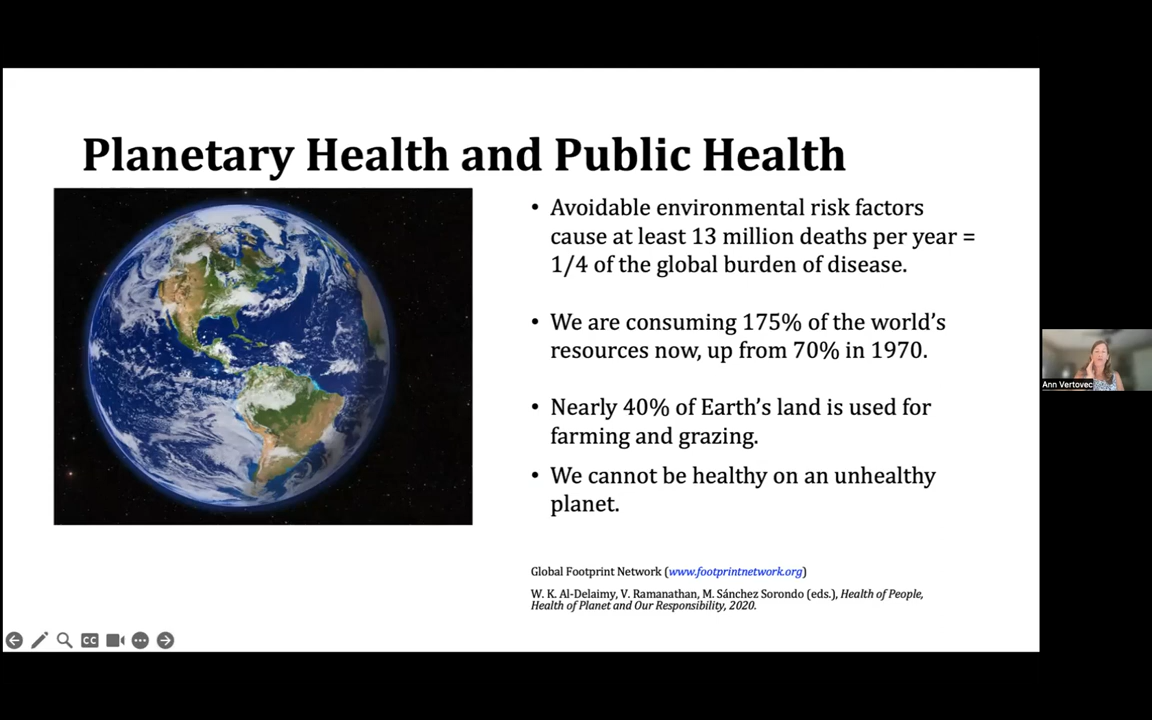 Planetary Health and Public Health
• Avoidable environmental risk factors
cause at least 13 million deaths per year =
1/4 of the global burden of disease.
• We are consuming 175% of the world’s
resources now, up from 70% in 1970.
• Nearly 40% of Earth’s land is used for
farming and grazing.
• We cannot be healthy on an unhealthy
planet.
Global Footprint Network (www.footprintnetwork.org)
W. K. Al-Delaimy, V. Ramanathan, M. Sánchez Sorondo (eds.), Health of People,
Health of Planet and Our Responsibility, 2020.
CC
Ann Vertovec